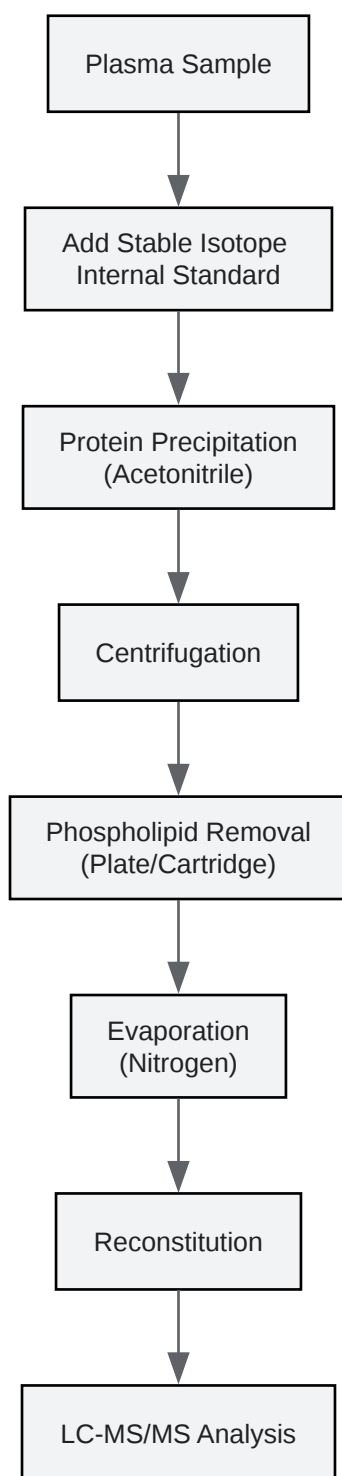 Plasma Sample
Add Stable Isotope
Internal Standard
Protein Precipitation
(Acetonitrile)
Centrifugation
Phospholipid Removal
(Plate/Cartridge)
Evaporation
(Nitrogen)
Reconstitution
LC-MS/MS Analysis